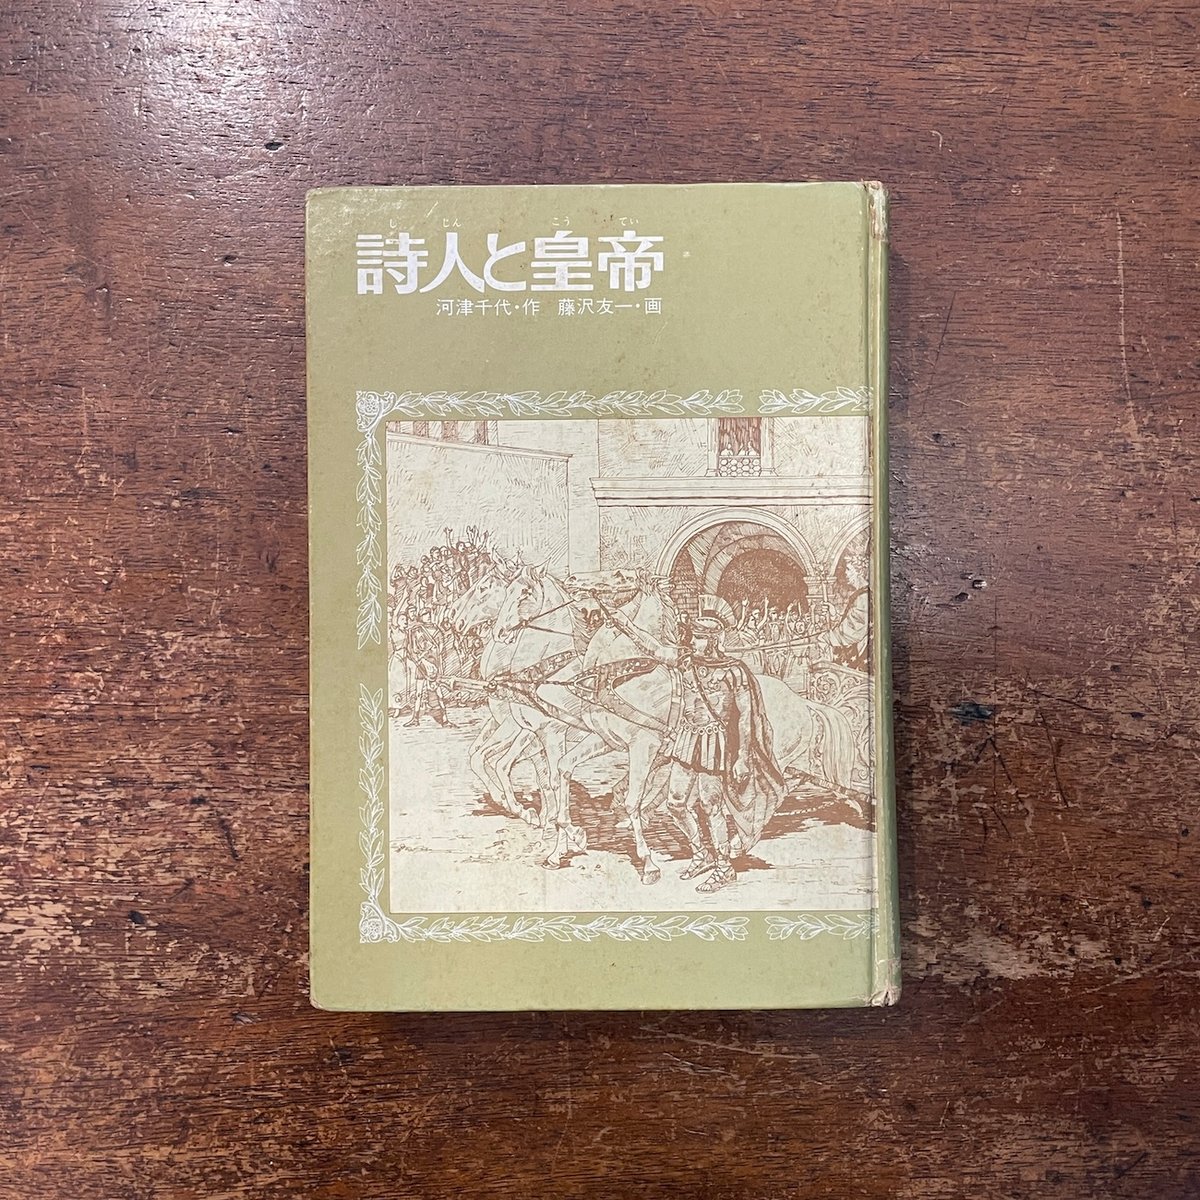 し じん こう てい
詩人と皇帝
河津千代・作 藤沢友一・画